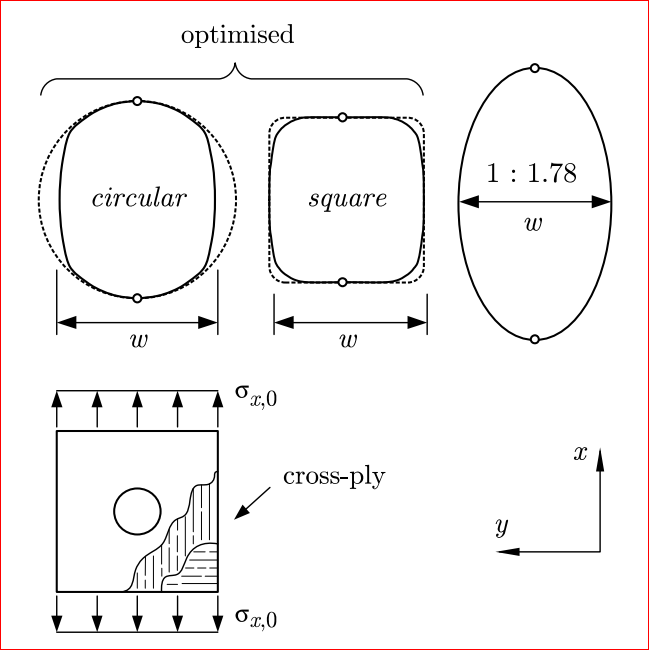 optimised
circular
square
1 : 1.78
w
w
w
σx,0
cross-ply
x
y
σx,0